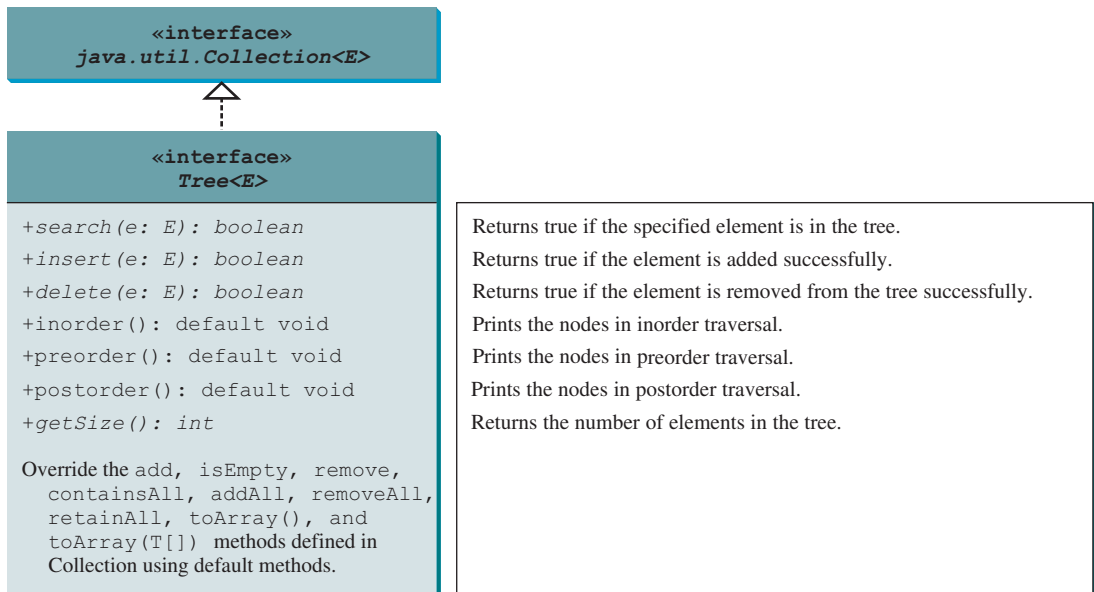 «interface»
java.util.Collection<E>
«interface»
Tree<E>
+search(e: E): boolean
Returns true if the specified element is in the tree.
+insert(e: E): boolean
Returns true if the element is added successfully.
+delete(e: E): boolean
Returns true if the element is removed from the tree successfully.
+inorder(): default void
Prints the nodes in inorder traversal.
+preorder(): default void
Prints the nodes in preorder traversal.
+postorder(): default void
Prints the nodes in postorder traversal.
+getSize(): int
Returns the number of elements in the tree.
Override the add, isEmpty, remove,
containsAll, addAll, removeAll,
retainAll, toArray(), and
toArray(T[]) methods defined in
Collection using default methods.